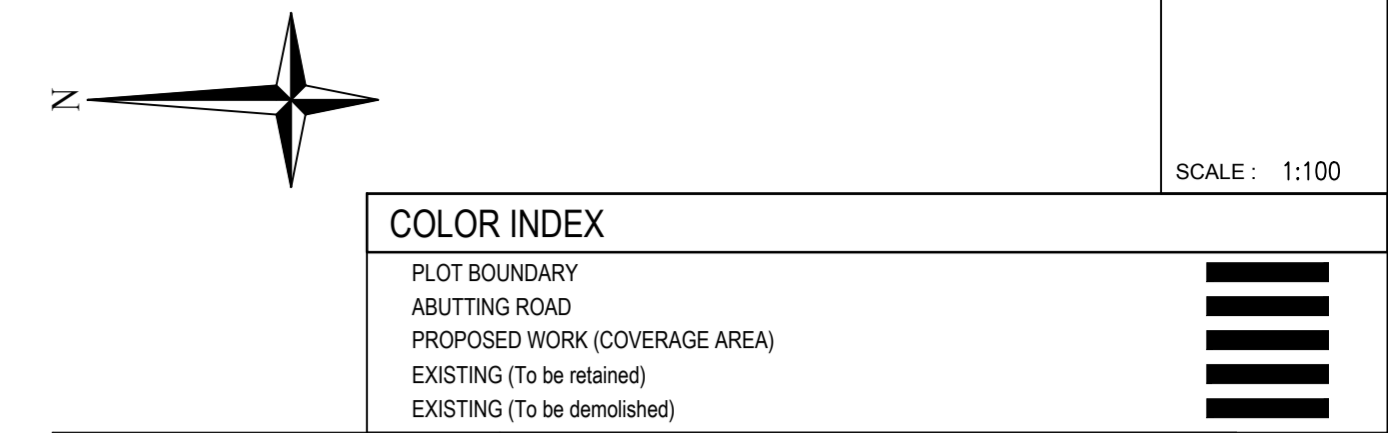 N
SCALE : 1:100
COLOR INDEX
PLOT BOUNDARY
ABUTTING ROAD
PROPOSED WORK (COVERAGE AREA)
EXISTING (To be retained)
EXISTING (To be demolished)